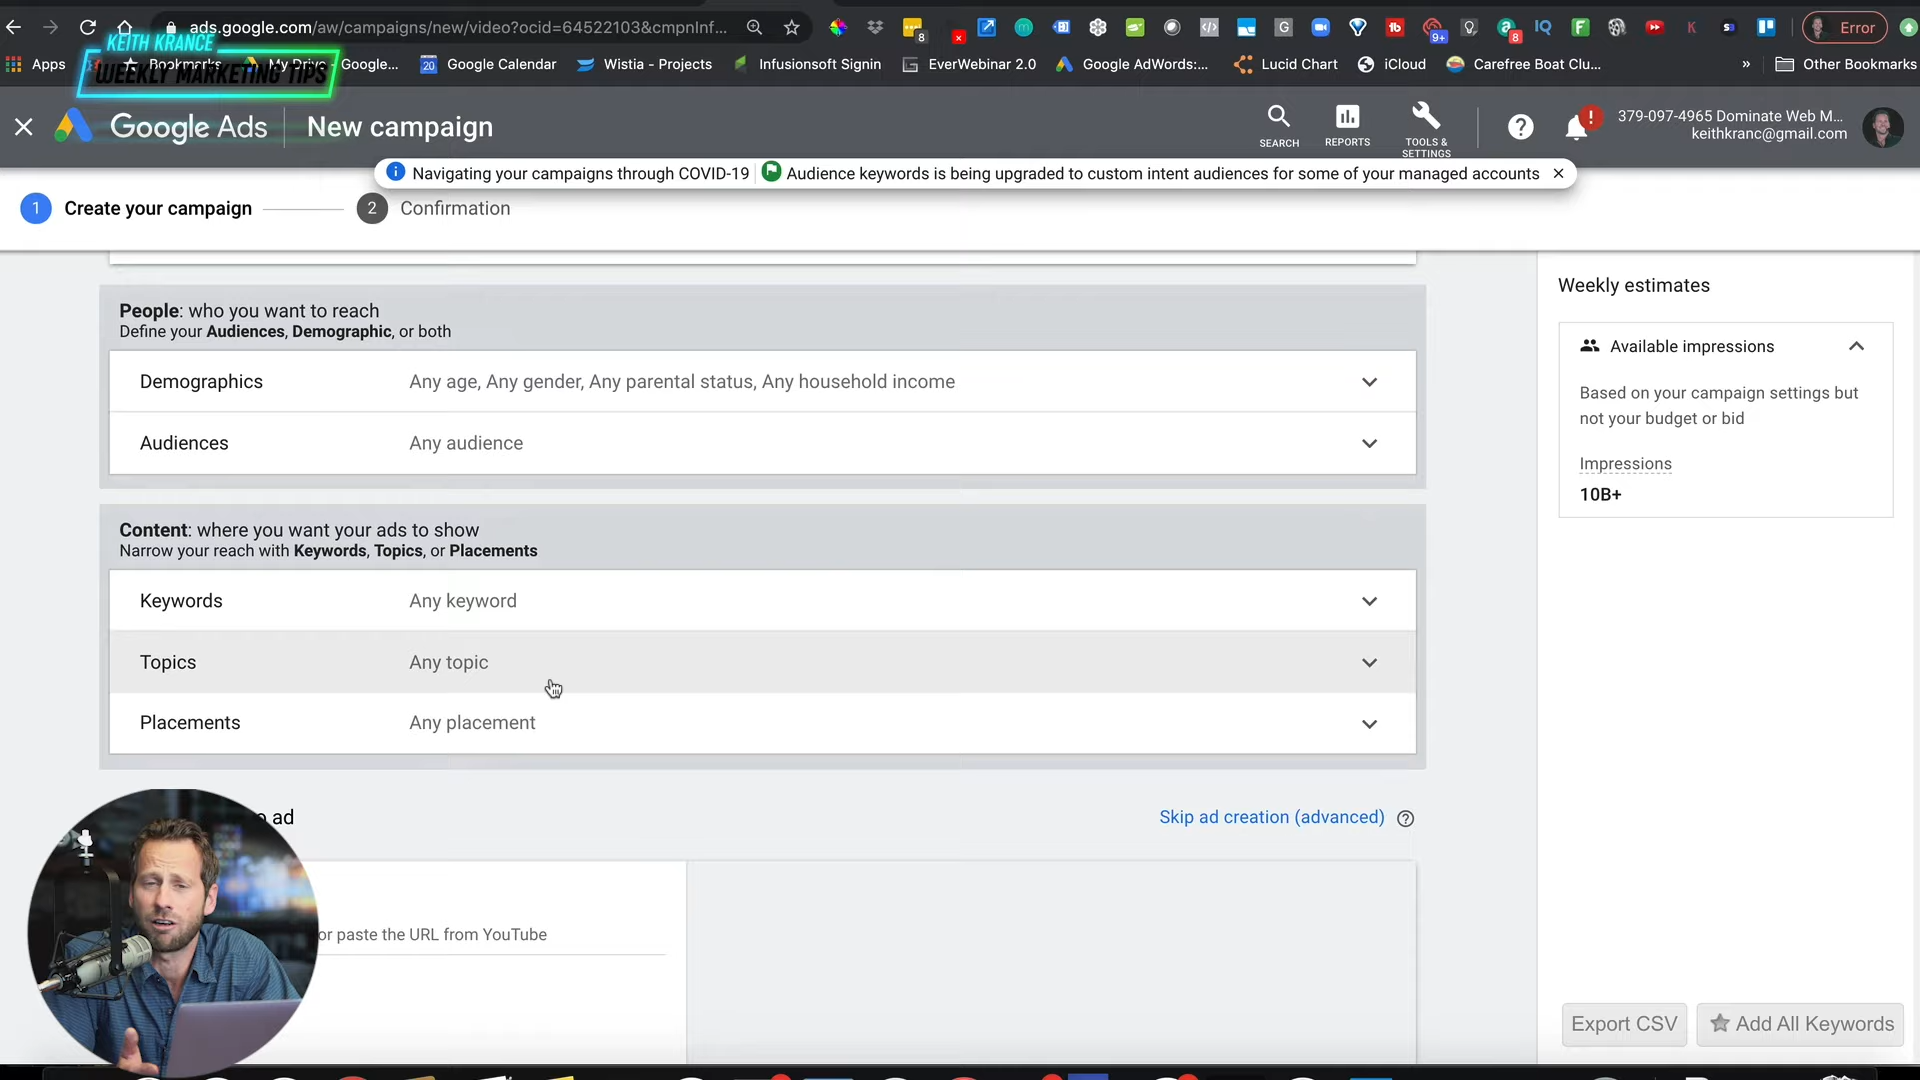 ads.google.com/aw/campaigns/new/video?ocid=64522103&cmpnInf...
8
9+
8
Error
KEITH KRANCE
WEEKLY MARKETING TIPS
Apps
Bookmarks
My Drive - Google...
20
Google Calendar
Wistia - Projects
Infusionsoft Signin
EverWebinar 2.0
Google AdWords:...
Lucid Chart
iCloud
Carefree Boat Clu...
»
Other Bookmarks
Google Ads
New campaign
SEARCH
REPORTS
TOOLS &
SETTINGS
379-097-4965 Dominate Web M...
keithkranc@gmail.com
Navigating your campaigns through COVID-19
Audience keywords is being upgraded to custom intent audiences for some of your managed accounts
1 Create your campaign
2 Confirmation
People: who you want to reach
Define your Audiences, Demographic, or both
Demographics Any age, Any gender, Any parental status, Any household income
Audiences Any audience
Content: where you want your ads to show
Narrow your reach with Keywords, Topics, or Placements
Keywords Any keyword
Topics Any topic
Placements Any placement
ad
Skip ad creation (advanced)
or paste the URL from YouTube
Weekly estimates
Available impressions
Based on your campaign settings but
not your budget or bid
Impressions
10B+
Export CSV
Add All Keywords